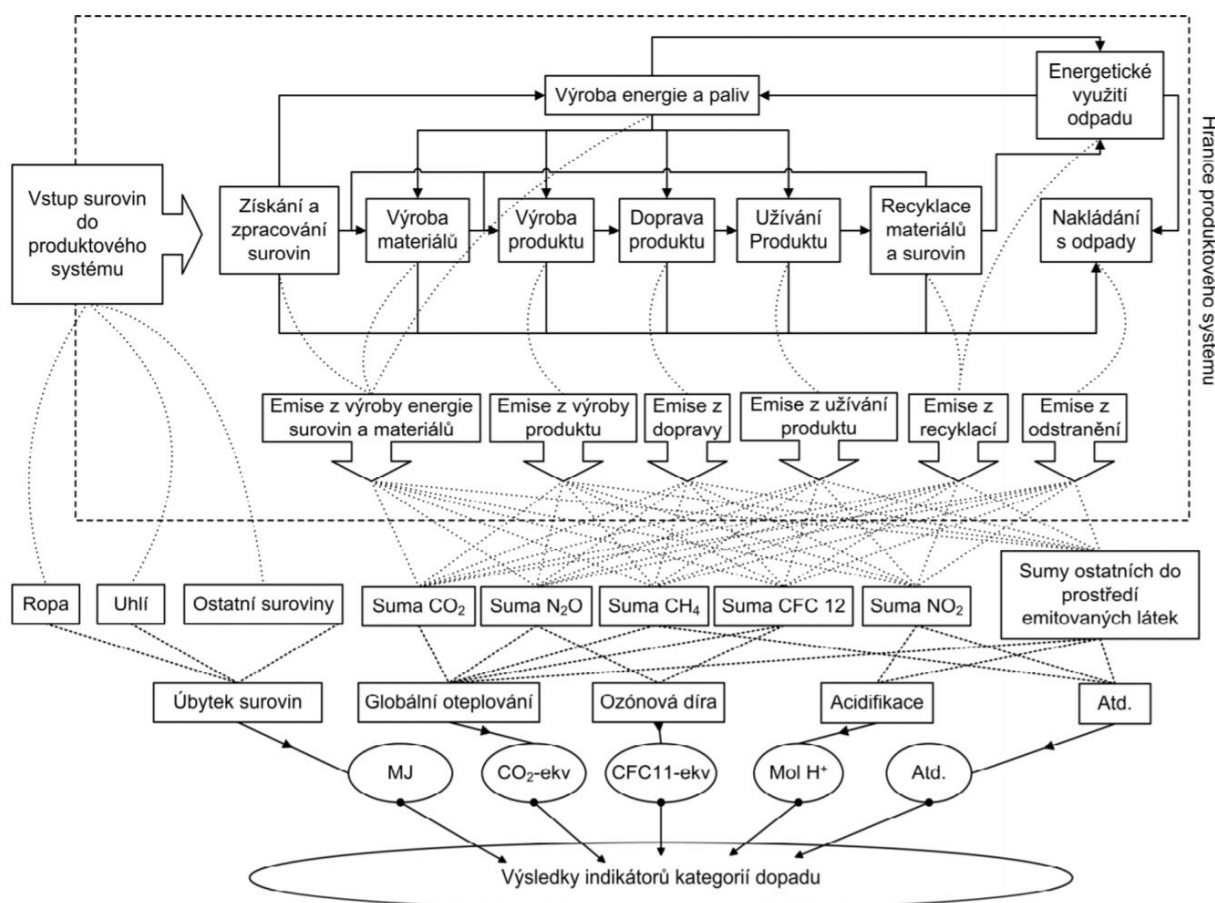 Energetické
využití
odpadu
Výroba energie a paliv
Hranice produktového systému
Vstup surovin
do
produktového
systému
Získání a
zpracování
surovin
Výroba
materiálů
Výroba
produktu
Doprava
produktu
Užívání
Produktu
Recyklace
materiálů
a surovin
Nakládání
s odpady
Emise z výroby energie
surovin a materiálů
Emise z výroby
produktu
Emise z
dopravy
Emise z užívání
produktu
Emise z
recyklací
Emise z
odstranění
Ropa
Uhlí
Ostatní suroviny
Suma CO₂
Suma N₂O
Suma CH₄
Suma CFC 12
Suma NO₂
Sumy ostatních do
prostředí
emitovaných látek
Úbytek surovin
Globální oteplování
Ozónová díra
Acidifikace
Atd.
MJ
CO₂-ekv
CFC11-ekv
Mol H⁺
Atd.
Výsledky indikátorů kategorií dopadu